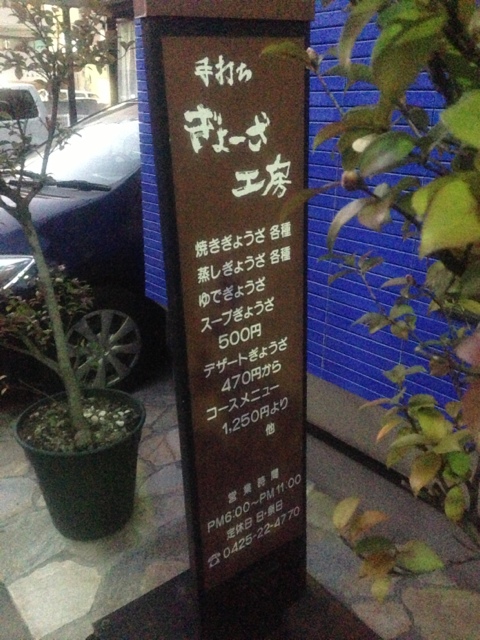 手打ち
ぎょーざ
工房
焼きぎょうざ 各種
蒸しぎょうざ 各種
ゆでぎょうざ
スープぎょうざ
500円
デザートぎょうざ
470円から
コースメニュー
1,250円より
他
営業時間
PM6:00～PM11:00
定休日 日・祭日
☎0425-22-4770